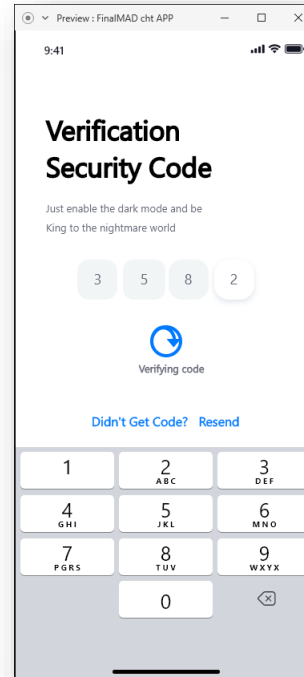 Preview : FinalMAD cht APP
9:41
Verification
Security Code
Just enable the dark mode and be
King to the nightmare world
3 5 8 2
Verifying code
Didn't Get Code? Resend
1 2 3
ABC DEF
4 5 6
GHI JKL MNO
7 8 9
PGRS TUV WXYX
0